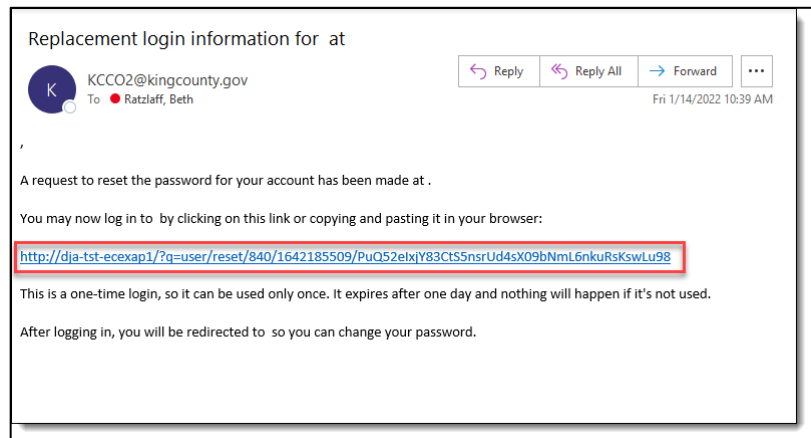 Replacement login information for  at
K
KCCO2@kingcounty.gov
To Ratzlaff, Beth
Reply
Reply All
Forward
...
Fri 1/14/2022 10:39 AM
,
A request to reset the password for your account has been made at .
You may now log in to  by clicking on this link or copying and pasting it in your browser:
http://dja-tst-ecexap1/?q=user/reset/840/1642185509/PuQ52eIxjY83CtS5nsrUd4sX09bNmL6nkuRsKswLu98
This is a one-time login, so it can be used only once. It expires after one day and nothing will happen if it's not used.
After logging in, you will be redirected to  so you can change your password.